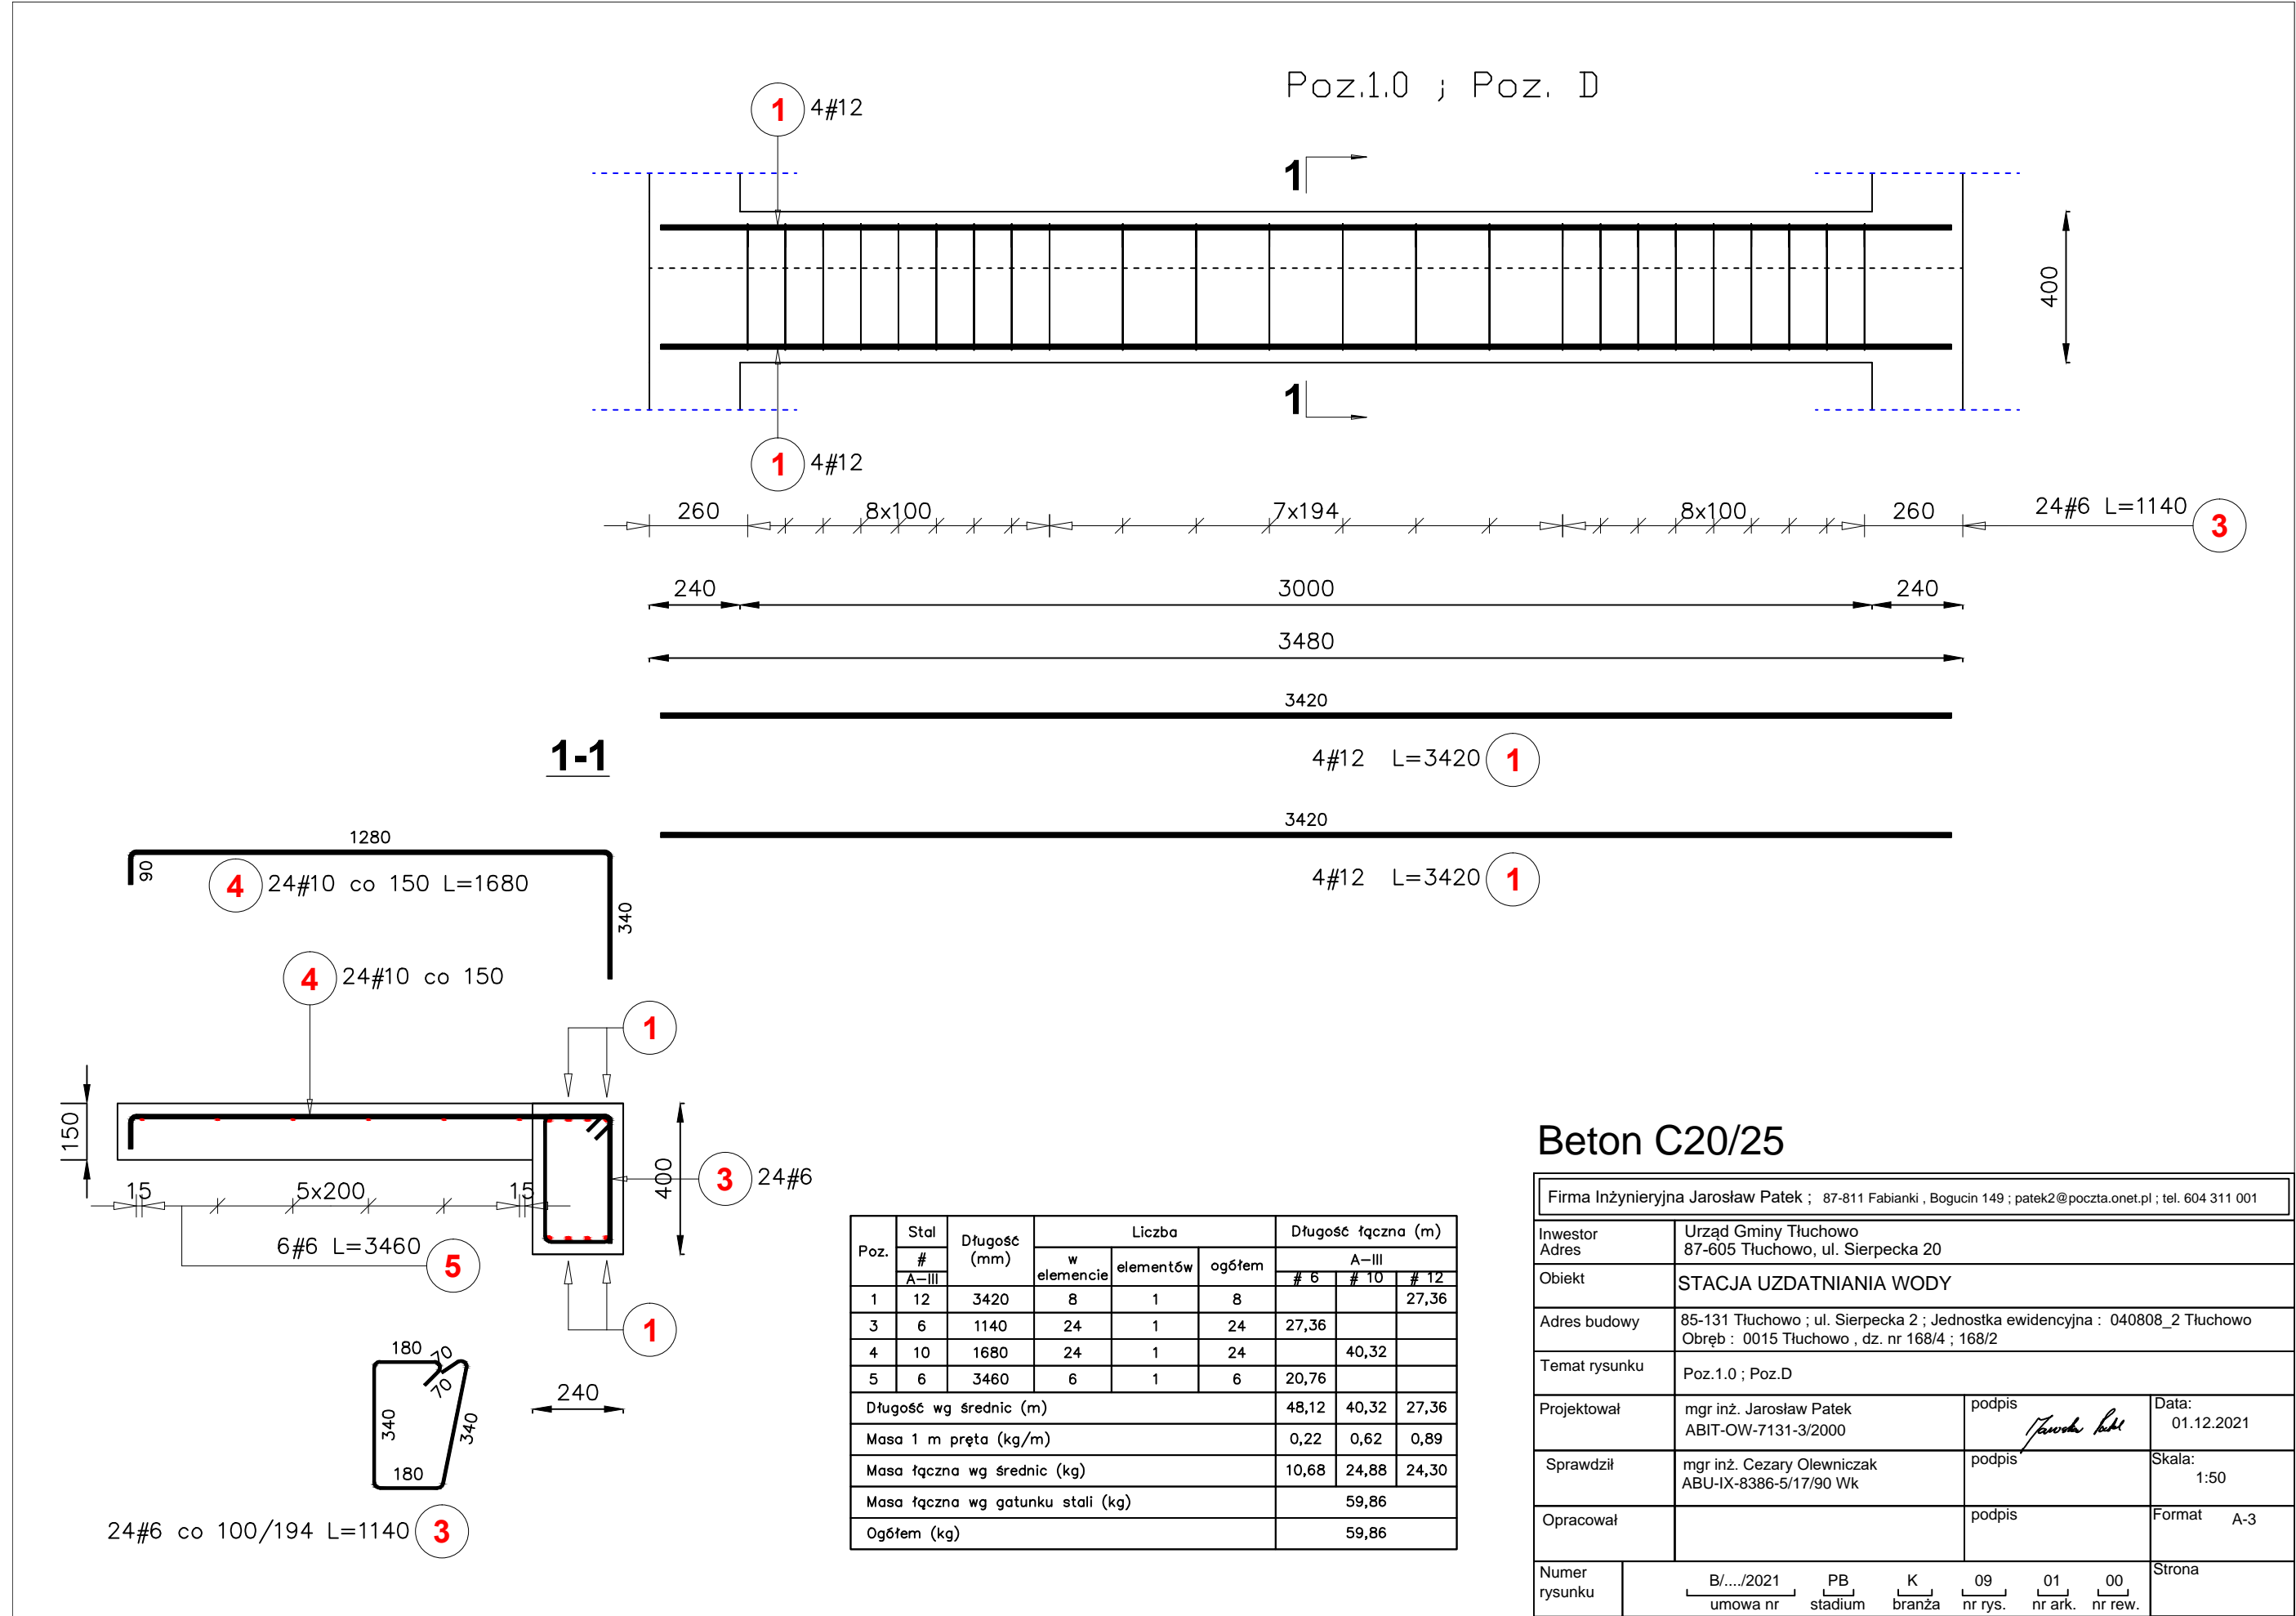 Poz.1.0 ; Poz. D
1 4#12
1
1
1 4#12
260 8x100 7x194 8x100 260 24#6 L=1140 3
400
240 3000 240
3480
3420
4#12 L=3420 1
3420
4#12 L=3420 1
1-1
1280
90
4 24#10 co 150 L=1680
340
4 24#10 co 150
1
150
400
3 24#6
15 5x200 15
6#6 L=3460 5
1
240
180 70
70
340
340
180
24#6 co 100/194 L=1140 3
Poz. Stal Długość (mm) Liczba Długość łączna (m)
# w elemencie elementów ogółem A-III
A-III # 6 # 10 # 12
1 12 3420 8 1 8 27,36
3 6 1140 24 1 24 27,36
4 10 1680 24 1 24 40,32
5 6 3460 6 1 6 20,76
Długość wg średnic (m) 48,12 40,32 27,36
Masa 1 m pręta (kg/m) 0,22 0,62 0,89
Masa łączna wg średnic (kg) 10,68 24,88 24,30
Masa łączna wg gatunku stali (kg) 59,86
Ogółem (kg) 59,86
Beton C20/25
Firma Inżynieryjna Jarosław Patek ; 87-811 Fabianki , Bogucin 149 ; patek2@poczta.onet.pl ; tel. 604 311 001
Inwestor Urząd Gminy Tłuchowo
Adres 87-605 Tłuchowo, ul. Sierpecka 20
Obiekt STACJA UZDATNIANIA WODY
Adres budowy 85-131 Tłuchowo ; ul. Sierpecka 2 ; Jednostka ewidencyjna : 040808_2 Tłuchowo
Obręb : 0015 Tłuchowo , dz. nr 168/4 ; 168/2
Temat rysunku Poz.1.0 ; Poz.D
Projektował mgr inż. Jarosław Patek podpis Data:
ABIT-OW-7131-3/2000 01.12.2021
Sprawdził mgr inż. Cezary Olewniczak podpis Skala:
ABU-IX-8386-5/17/90 Wk 1:50
Opracował podpis Format A-3
Numer rysunku B/..../2021 PB K 09 01 00 Strona
umowa nr stadium branża nr rys. nr ark. nr rew.